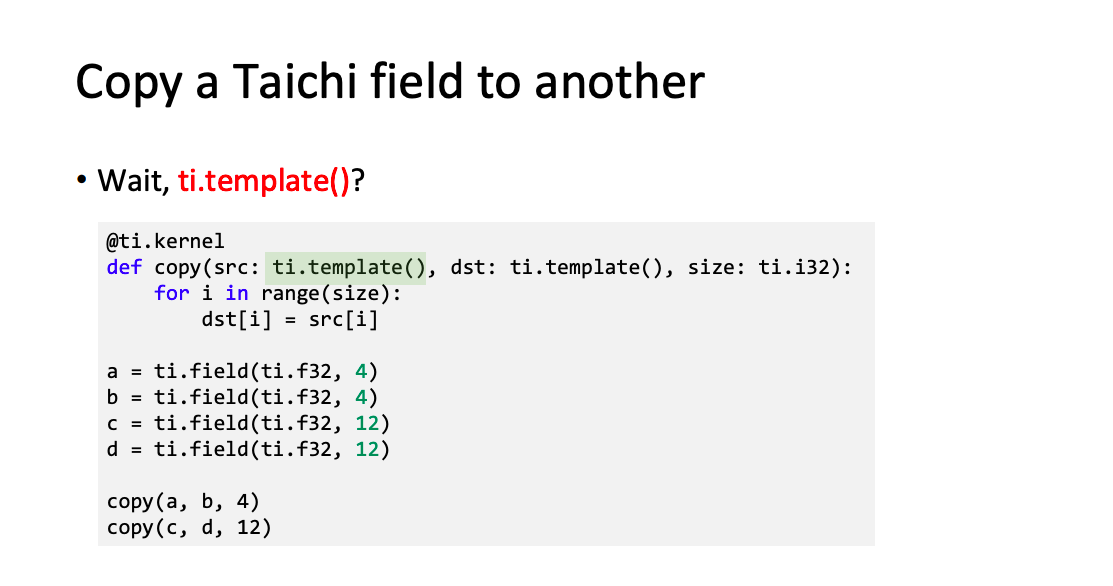 Copy a Taichi field to another
• Wait, ti.template()?
@ti.kernel
def copy(src: ti.template(), dst: ti.template(), size: ti.i32):
    for i in range(size):
        dst[i] = src[i]
a = ti.field(ti.f32, 4)
b = ti.field(ti.f32, 4)
c = ti.field(ti.f32, 12)
d = ti.field(ti.f32, 12)
copy(a, b, 4)
copy(c, d, 12)